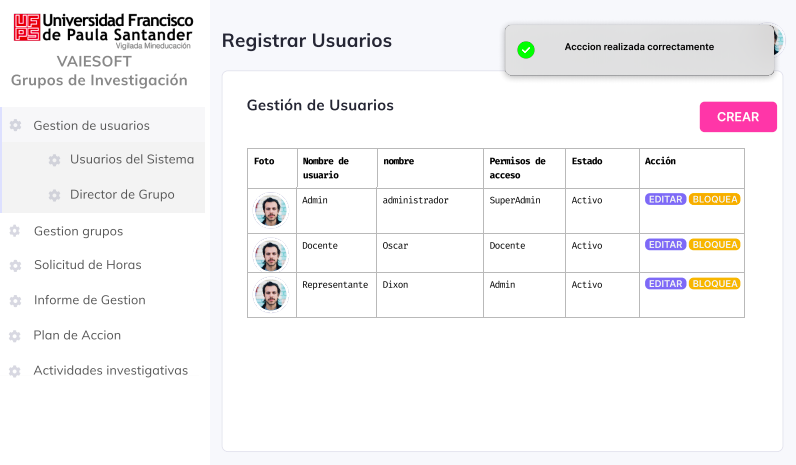 UFPS
Universidad Francisco
de Paula Santander
Vigilada Mineducación
VAIESOFT
Grupos de Investigación
Gestion de usuarios
Usuarios del Sistema
Director de Grupo
Gestion grupos
Solicitud de Horas
Informe de Gestion
Plan de Accion
Actividades investigativas
Registrar Usuarios
Acccion realizada correctamente
Gestión de Usuarios
CREAR
Foto Nombre de usuario nombre Permisos de acceso Estado Acción
Admin administrador SuperAdmin Activo EDITAR BLOQUEA
Docente Oscar Docente Activo EDITAR BLOQUEA
Representante Dixon Admin Activo EDITAR BLOQUEA